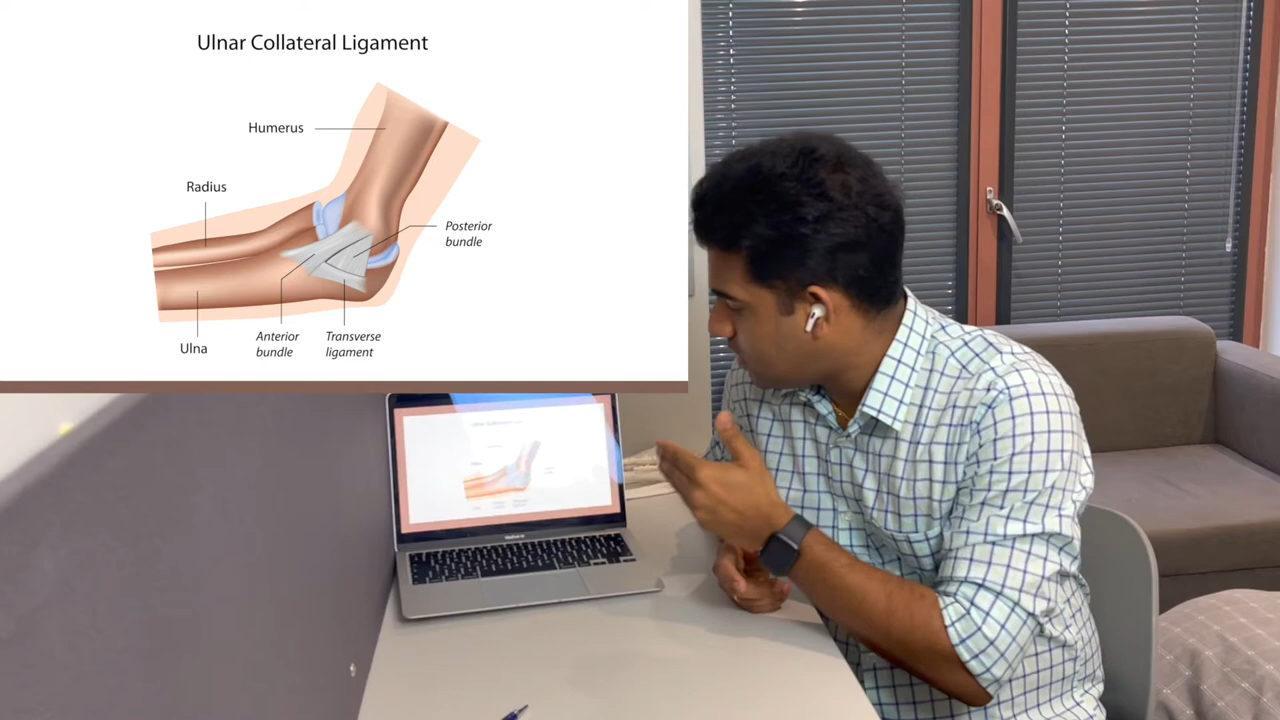 Ulnar Collateral Ligament
Humerus
Radius
Posterior
bundle
Anterior
bundle
Transverse
ligament
Ulna